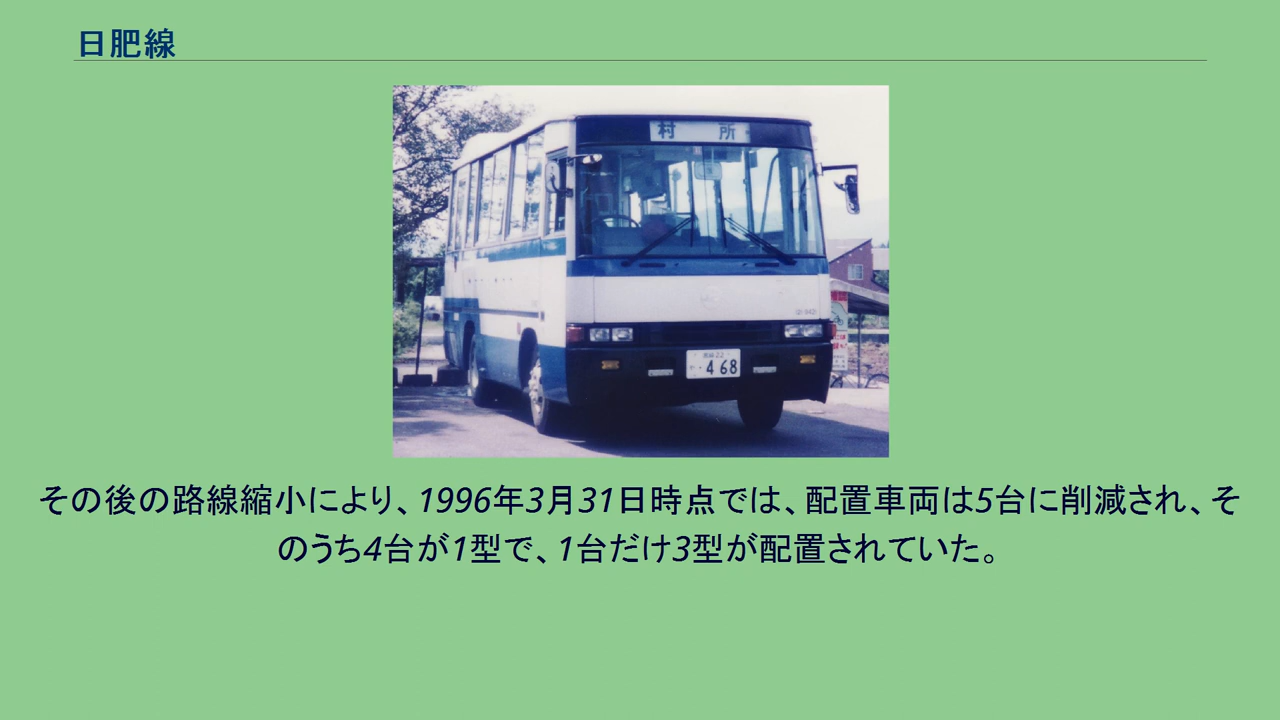 日肥線
村 所
468
その後の路線縮小により、1996年3月31日時点では、配置車両は5台に削減され、そ
のうち4台が1型で、1台だけ3型が配置されていた。